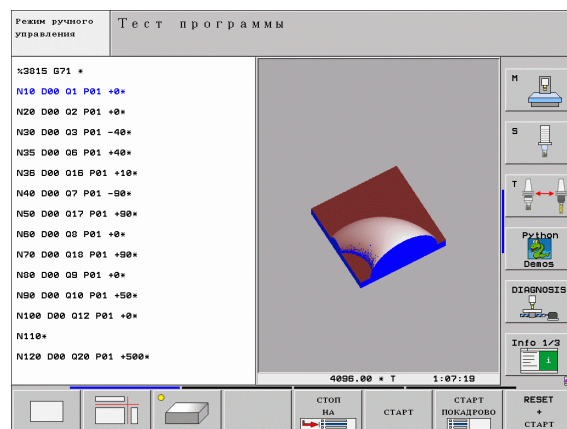 Режим ручного
управления
Тест программы
%3815 G71 *
N10 D00 Q1 P01 +0*
N20 D00 Q2 P01 +0*
N30 D00 Q3 P01 -40*
N35 D00 Q6 P01 +40*
N36 D00 Q16 P01 +10*
N40 D00 Q7 P01 -90*
N50 D00 Q17 P01 +90*
N60 D00 Q8 P01 +0*
N70 D00 Q18 P01 +90*
N80 D00 Q9 P01 +0*
N90 D00 Q10 P01 +50*
N100 D00 Q12 P01 +0*
N110*
N120 D00 Q20 P01 +500*
4096.00 * T 1:07:19
M
S
T
Python
Demos
DIAGNOSIS
Info 1/3
i
СТОП
НА
СТАРТ
СТАРТ
ПОКАДРОВО
RESET
+
СТАРТ